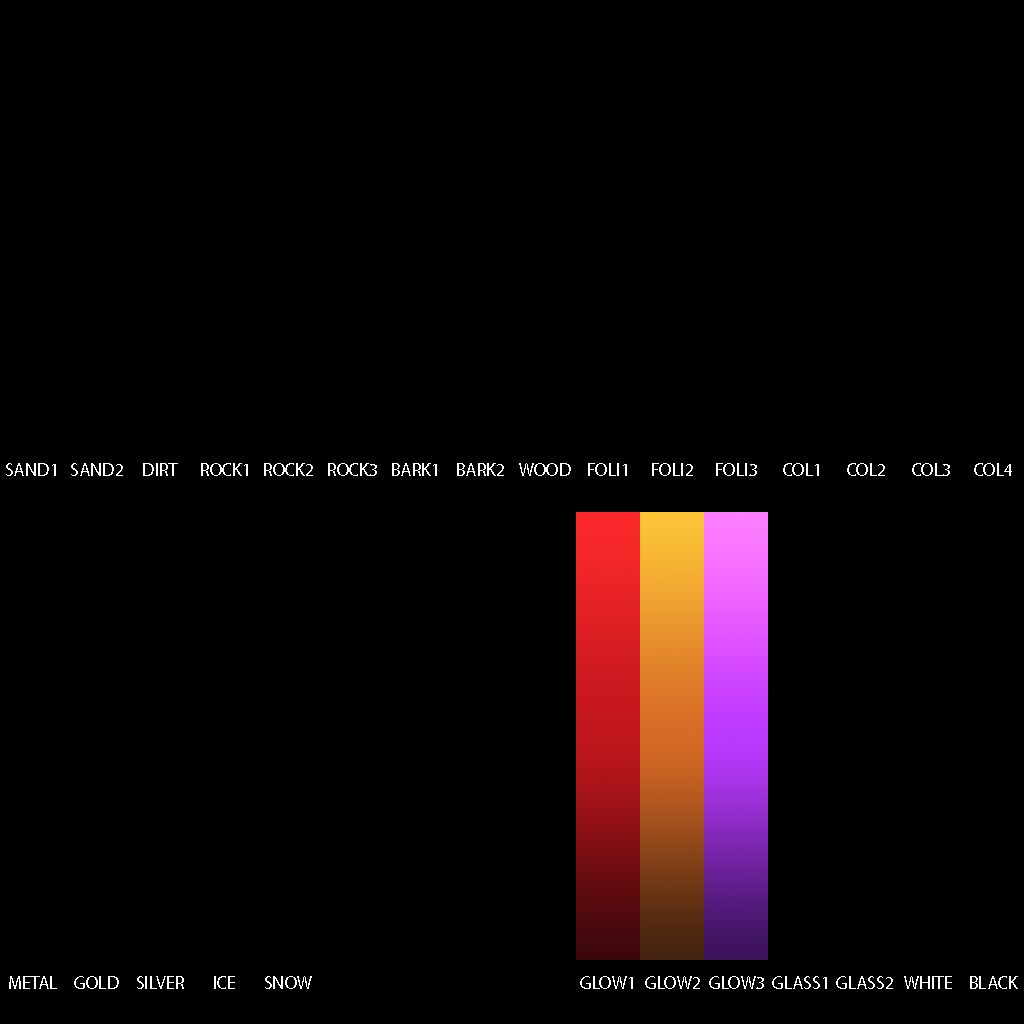 SAND1 SAND2 DIRT ROCK1 ROCK2 ROCK3 BARK1 BARK2 WOOD FOLI1 FOLI2 FOLI3 COL1 COL2 COL3 COL4
METAL GOLD SILVER ICE SNOW GLOW1 GLOW2 GLOW3 GLASS1 GLASS2 WHITE BLACK